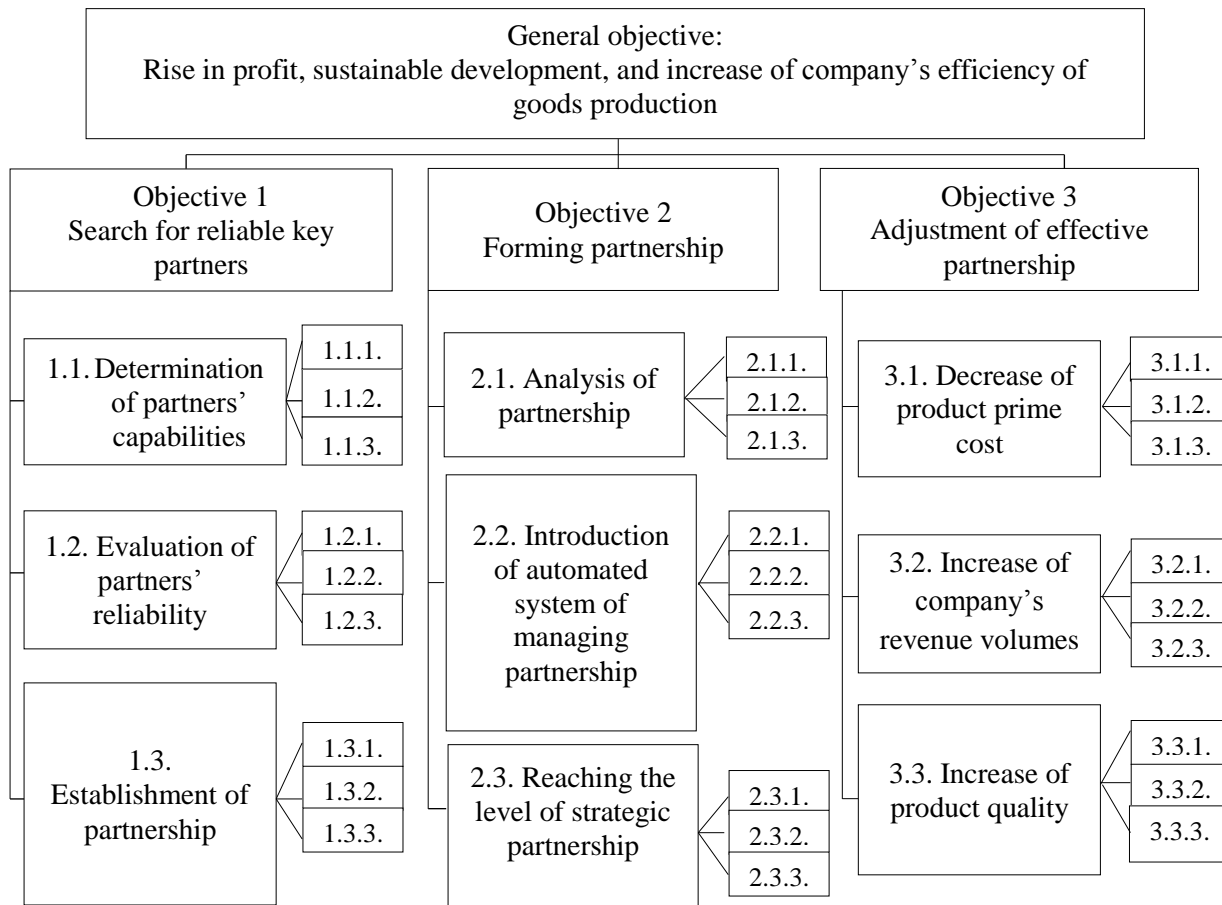 General objective:
Rise in profit, sustainable development, and increase of company’s efficiency of
goods production
Objective 1
Search for reliable key
partners
Objective 2
Forming partnership
Objective 3
Adjustment of effective
partnership
1.1. Determination
of partners’
capabilities
1.1.1.
1.1.2.
1.1.3.
1.2. Evaluation of
partners’
reliability
1.2.1.
1.2.2.
1.2.3.
1.3.
Establishment of
partnership
1.3.1.
1.3.2.
1.3.3.
2.1. Analysis of
partnership
2.1.1.
2.1.2.
2.1.3.
2.2. Introduction
of automated
system of
managing
partnership
2.2.1.
2.2.2.
2.2.3.
2.3. Reaching the
level of strategic
partnership
2.3.1.
2.3.2.
2.3.3.
3.1. Decrease of
product prime
cost
3.1.1.
3.1.2.
3.1.3.
3.2. Increase of
company’s
revenue volumes
3.2.1.
3.2.2.
3.2.3.
3.3. Increase of
product quality
3.3.1.
3.3.2.
3.3.3.